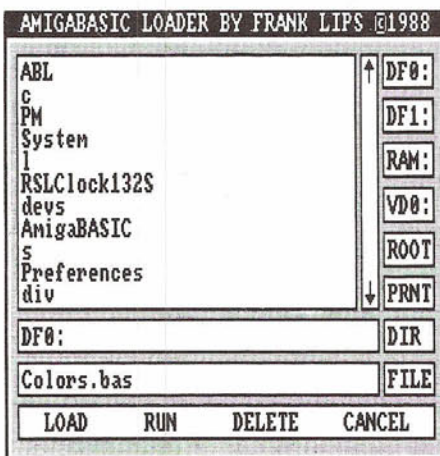 AMIGABASIC LOADER BY FRANK LIPS ©1988
ABL
c
PM
System
l
RSLClock132S
devs
AmigaBASIC
s
Preferences
div
DF0:
DF1:
RAM:
VD0:
ROOT
PRNT
DF0:
DIR
Colors.bas
FILE
LOAD RUN DELETE CANCEL